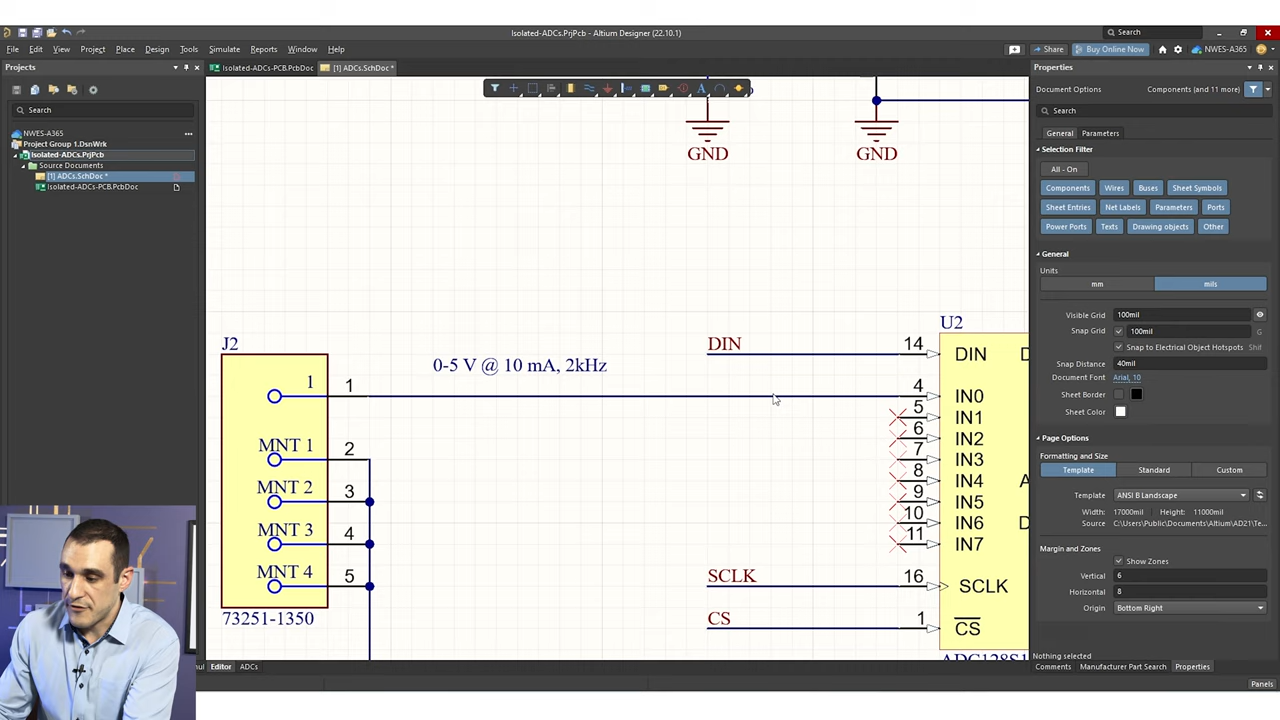 Isolated-ADCs.PrjPcb - Altium Designer (22.10.1)
Search
File Edit View Project Place Design Tools Simulate Reports Window Help
Share
Buy Online Now
NWES-A365
Projects
Isolated-ADCs-PCB.PcbDoc
[1] ADCs.SchDoc *
Properties
Document Options
Components (and 11 more)
Search
Search
NWES-A365
Project Group 1.DsnWrk
Isolated-ADCs.PrjPcb
Source Documents
[1] ADCs.SchDoc *
Isolated-ADCs-PCB.PcbDoc
GND
GND
J2
1
1
MNT 1
2
MNT 2
3
MNT 3
4
MNT 4
5
73251-1350
0-5 V @ 10 mA, 2kHz
U2
DIN
14
DIN
4
IN0
5
IN1
6
IN2
7
IN3
8
IN4
9
IN5
10
IN6
11
IN7
SCLK
16
SCLK
CS
1
CS
General
Parameters
Selection Filter
All - On
Components Wires Buses Sheet Symbols
Sheet Entries Net Labels Parameters Ports
Power Ports Texts Drawing objects Other
General
Units
mm
mils
Visible Grid
100mil
Snap Grid
100mil
G
Snap to Electrical Object Hotspots
Shif
Snap Distance
40mil
Document Font
Arial, 10
Sheet Border
Sheet Color
Page Options
Formatting and Size
Template
Standard
Custom
Template
ANSI B Landscape
Width: 17000mil
Height: 11000mil
Source
C:\Users\Public\Documents\Altium\AD21\Te...
Margin and Zones
Show Zones
Vertical
6
Horizontal
8
Origin
Bottom Right
Nothing selected
Editor
ADCs
Comments
Manufacturer Part Search
Properties
Panels